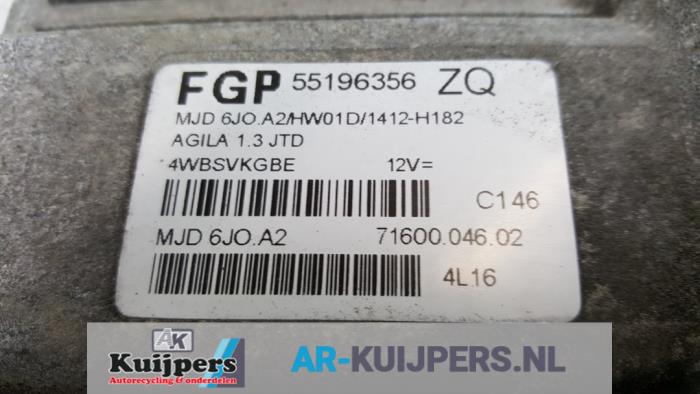 FGP 55196356 ZQ
MJD 6JO.A2/HW01D/1412-H182
AGILA 1.3 JTD
4WBSVKGBE 12V=
C146
MJD 6JO.A2 71600.046.02
4L16
AK
Kuijpers
Autorecycling & onderdelen
AR-KUIJPERS.NL